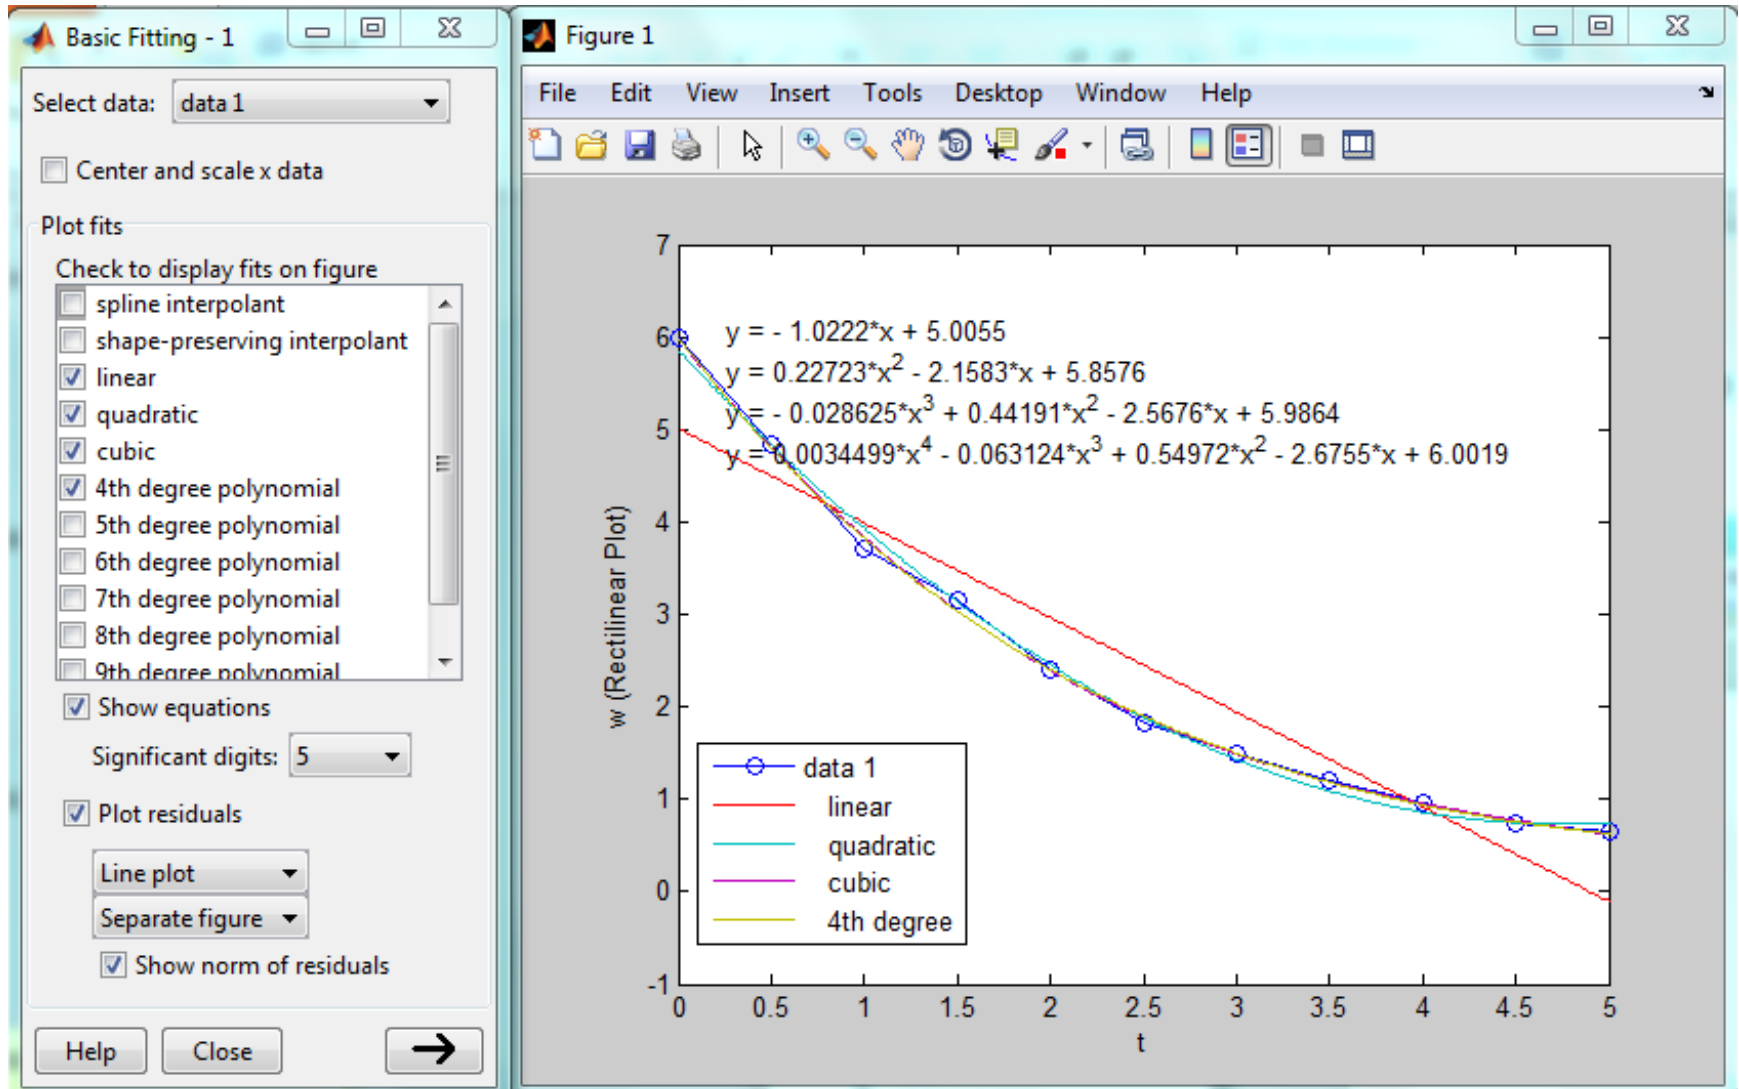 Basic Fitting - 1
Select data: data 1
Center and scale x data
Plot fits
Check to display fits on figure
spline interpolant
shape-preserving interpolant
linear
quadratic
cubic
4th degree polynomial
5th degree polynomial
6th degree polynomial
7th degree polynomial
8th degree polynomial
9th degree polynomial
Show equations
Significant digits: 5
Plot residuals
Line plot
Separate figure
Show norm of residuals
Help Close
Figure 1
File Edit View Insert Tools Desktop Window Help
7
6
5
4
3
2
1
0
-1
w (Rectilinear Plot)
y = - 1.0222*x + 5.0055
y = 0.22723*x^2 - 2.1583*x + 5.8576
y = - 0.028625*x^3 + 0.44191*x^2 - 2.5676*x + 5.9864
y = 0.0034499*x^4 - 0.063124*x^3 + 0.54972*x^2 - 2.6755*x + 6.0019
data 1
linear
quadratic
cubic
4th degree
0 0.5 1 1.5 2 2.5 3 3.5 4 4.5 5
t